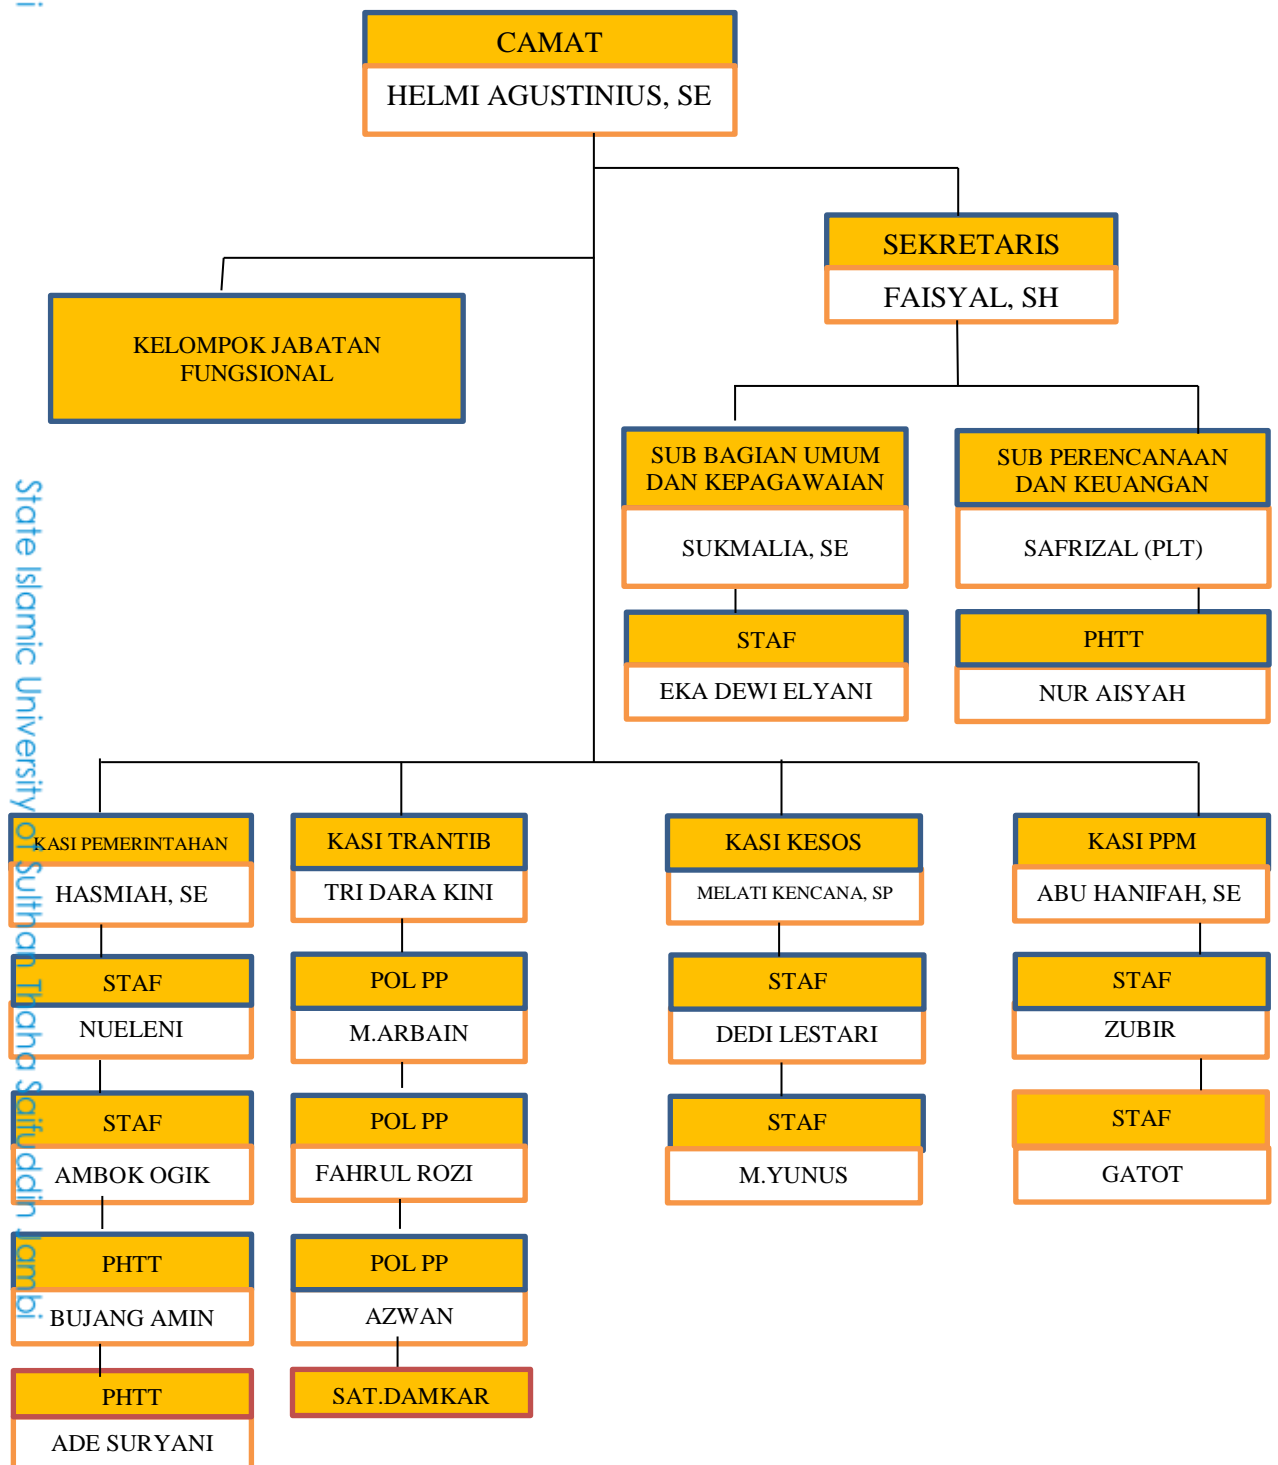 CAMAT
HELMI AGUSTINIUS, SE
SEKRETARIS
FAISYAL, SH
KELOMPOK JABATAN
FUNGSIONAL
SUB BAGIAN UMUM
DAN KEPAGAWAIAN
SUKMALIA, SE
STAF
EKA DEWI ELYANI
SUB PERENCANAAN
DAN KEUANGAN
SAFRIZAL (PLT)
PHTT
NUR AISYAH
KASI PEMERINTAHAN
HASMIAH, SE
STAF
NUELENI
STAF
AMBOK OGIK
PHTT
BUJANG AMIN
PHTT
ADE SURYANI
KASI TRANTIB
TRI DARA KINI
POL PP
M.ARBAIN
POL PP
FAHRUL ROZI
POL PP
AZWAN
SAT.DAMKAR
KASI KESOS
MELATI KENCANA, SP
STAF
DEDI LESTARI
STAF
M.YUNUS
KASI PPM
ABU HANIFAH, SE
STAF
ZUBIR
STAF
GATOT
State Islamic University of Sulthan Thaha Saifuddin Jambi